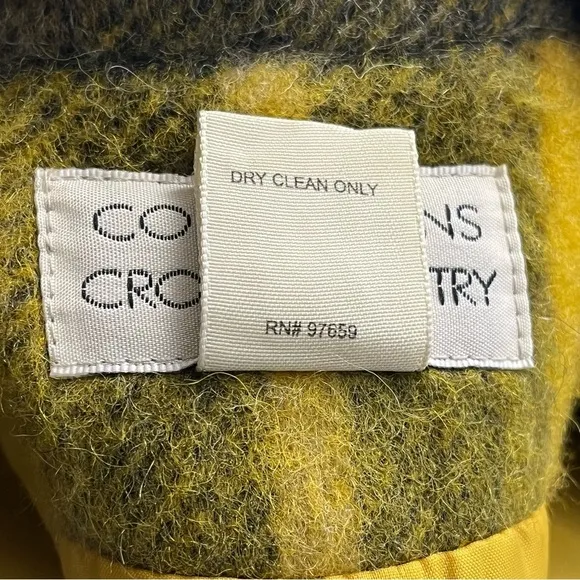 DRY CLEAN ONLY
CO NS
CRO TRY
RN# 97659